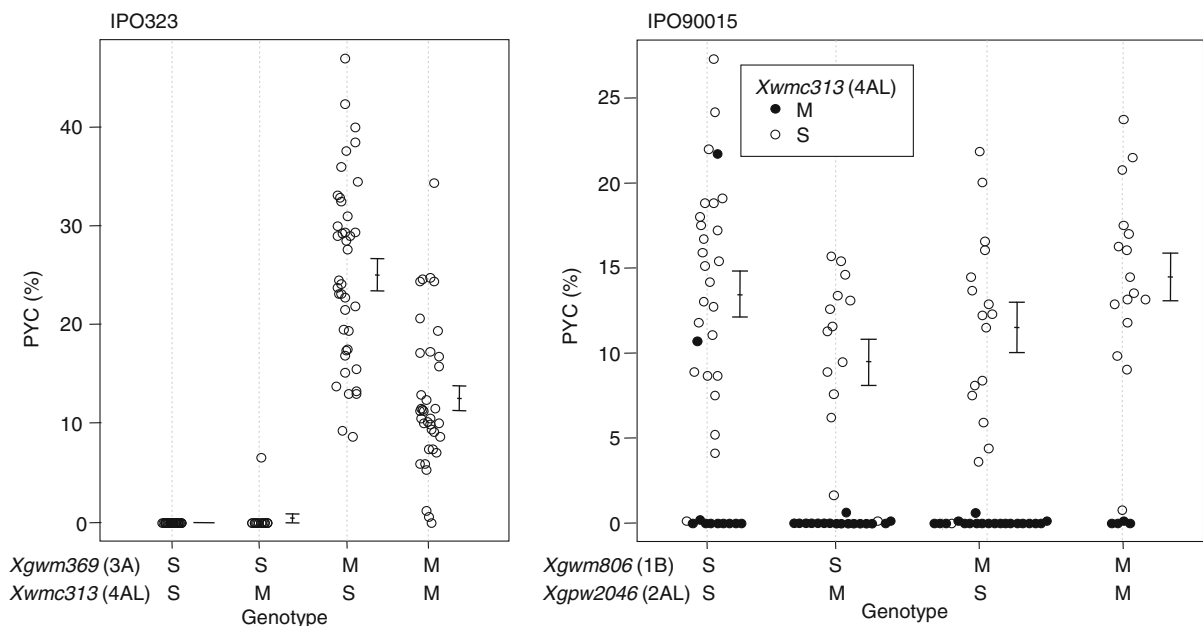 IPO323
PYC (%)
40
30
20
10
0
Xgwm369 (3A) S S M M
Xwmc313 (4AL) S M S M
Genotype
IPO90015
Xwmc313 (4AL)
M
S
PYC (%)
25
20
15
10
5
0
Xgwm806 (1B) S S M M
Xgpw2046 (2AL) S M S M
Genotype